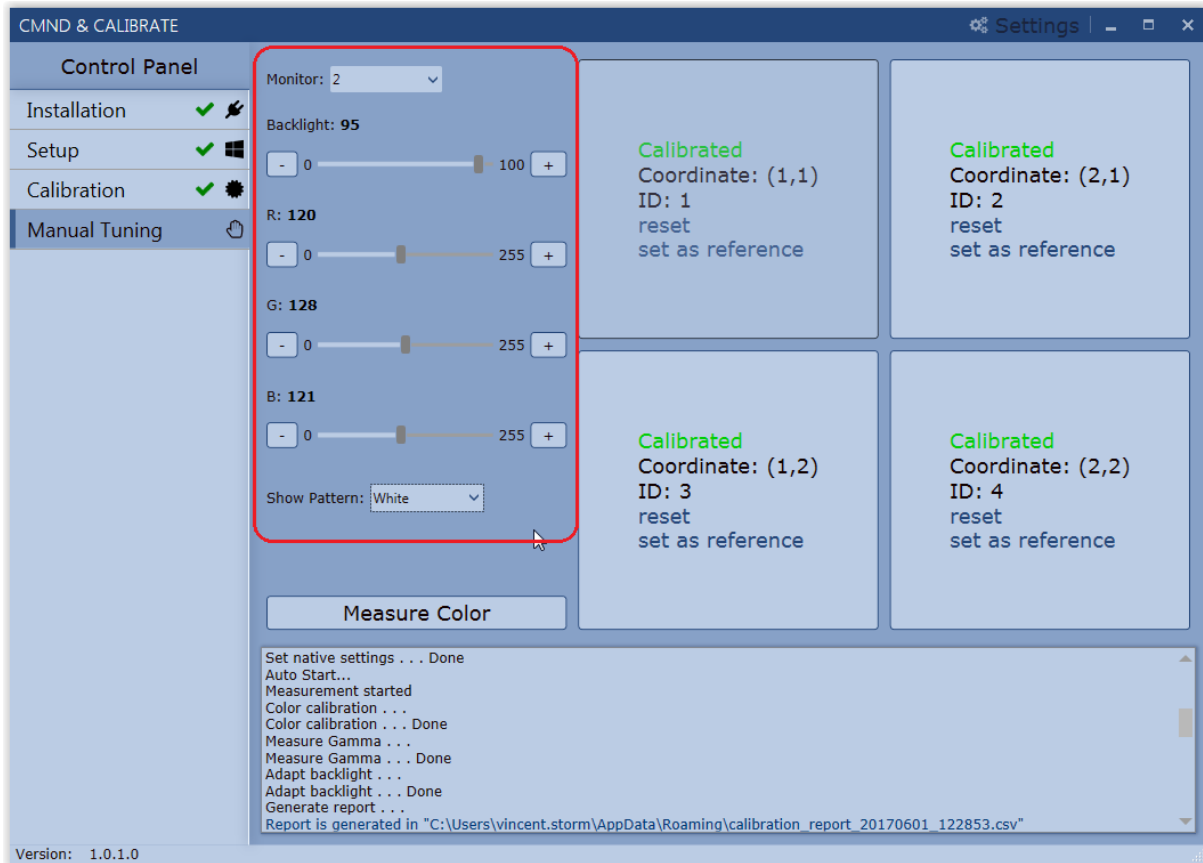 CMND & CALIBRATE
Settings
Control Panel
Installation
Setup
Calibration
Manual Tuning
Monitor: 2
Backlight: 95
- 0 100 +
R: 120
- 0 255 +
G: 128
- 0 255 +
B: 121
- 0 255 +
Show Pattern: White
Measure Color
Calibrated
Coordinate: (1,1)
ID: 1
reset
set as reference
Calibrated
Coordinate: (2,1)
ID: 2
reset
set as reference
Calibrated
Coordinate: (1,2)
ID: 3
reset
set as reference
Calibrated
Coordinate: (2,2)
ID: 4
reset
set as reference
Set native settings . . . Done
Auto Start...
Measurement started
Color calibration . . .
Color calibration . . . Done
Measure Gamma . . .
Measure Gamma . . . Done
Adapt backlight . . .
Adapt backlight . . . Done
Generate report . . .
Report is generated in "C:\Users\vincent.storm\AppData\Roaming\calibration_report_20170601_122853.csv"
Version: 1.0.1.0